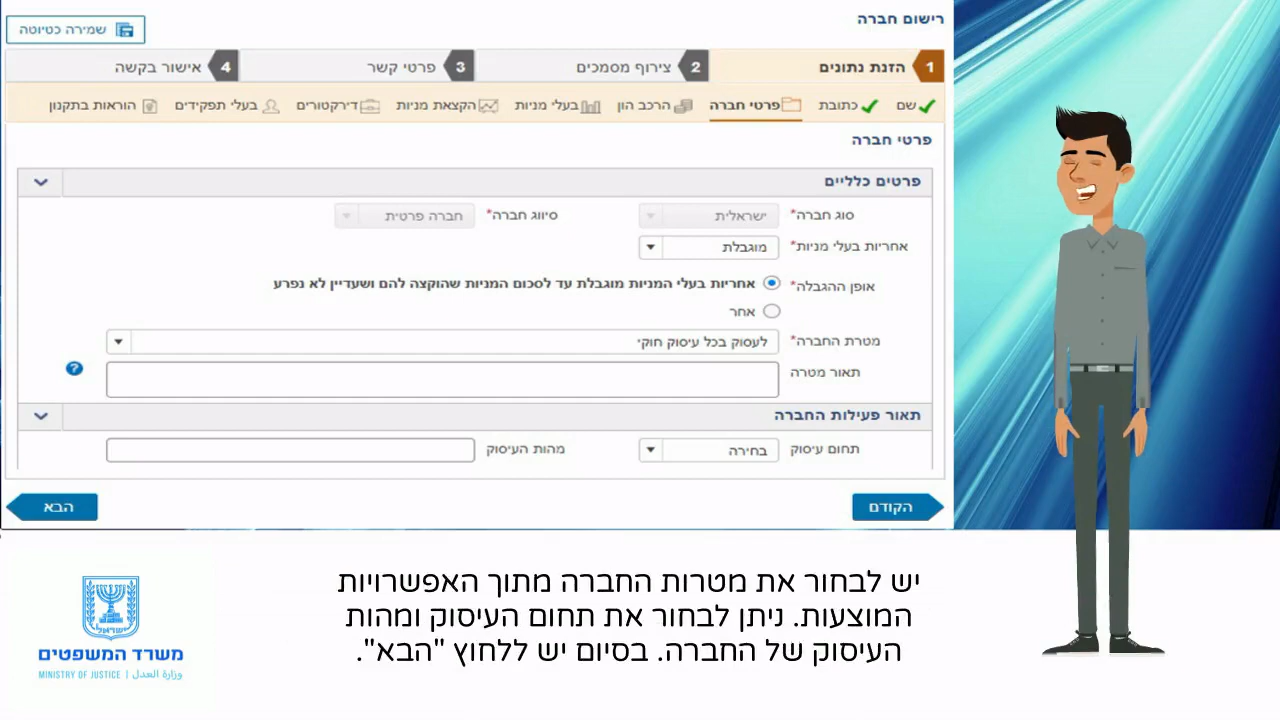 רישום חברה
שמירה כטיוטה
1 הזנת נתונים
2 צירוף מסמכים
3 פרטי קשר
4 אישור בקשה
שם
כתובת
פרטי חברה
הרכב הון
בעלי מניות
הקצאת מניות
דירקטורים
בעלי תפקידים
הוראות בתקנון
פרטי חברה
פרטים כלליים
סוג חברה* ישראלית סיווג חברה* חברה פרטית
אחריות בעלי מניות* מוגבלת
אופן ההגבלה* אחריות בעלי המניות מוגבלת עד לסכום המניות שהוקצה להם ושעדיין לא נפרע
אחר
מטרת החברה* לעסוק בכל עיסוק חוקי
תאור מטרה ?
תאור פעילות החברה
תחום עיסוק בחירה מהות העיסוק
הקודם
הבא
יש לבחור את מטרות החברה מתוך האפשרויות
המוצעות. ניתן לבחור את תחום העיסוק ומהות
העיסוק של החברה. בסיום יש ללחוץ "הבא".
ישראל
משרד המשפטים
MINISTRY OF JUSTICE | وزارة العدل